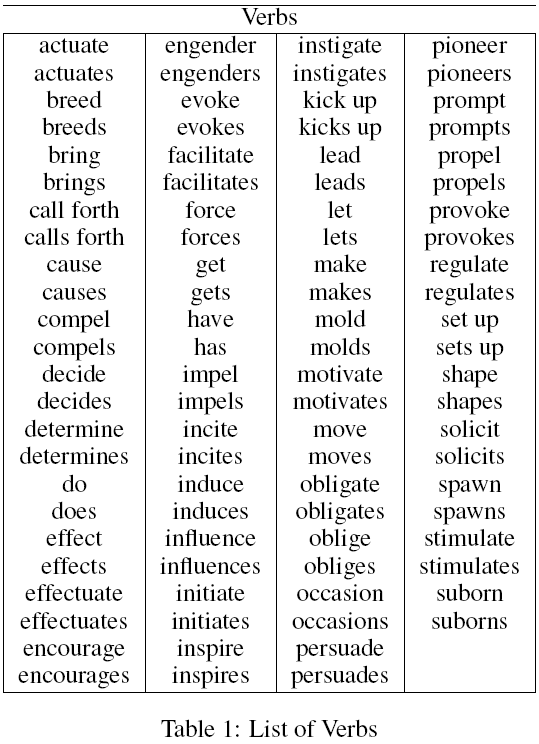 Verbs
actuate engender instigate pioneer
actuates engenders instigates pioneers
breed evoke kick up prompt
breeds evokes kicks up prompts
bring facilitate lead propel
brings facilitates leads propels
call forth force let provoke
calls forth forces lets provokes
cause get make regulate
causes gets makes regulates
compel have mold set up
compels has molds sets up
decide impel motivate shape
decides impels motivates shapes
determine incite move solicit
determines incites moves solicits
do induce obligate spawn
does induces obligates spawns
effect influence oblige stimulate
effects influences obliges stimulates
effectuate initiate occasion suborn
effectuates initiates occasions suborns
encourage inspire persuade
encourages inspires persuades
Table 1: List of Verbs